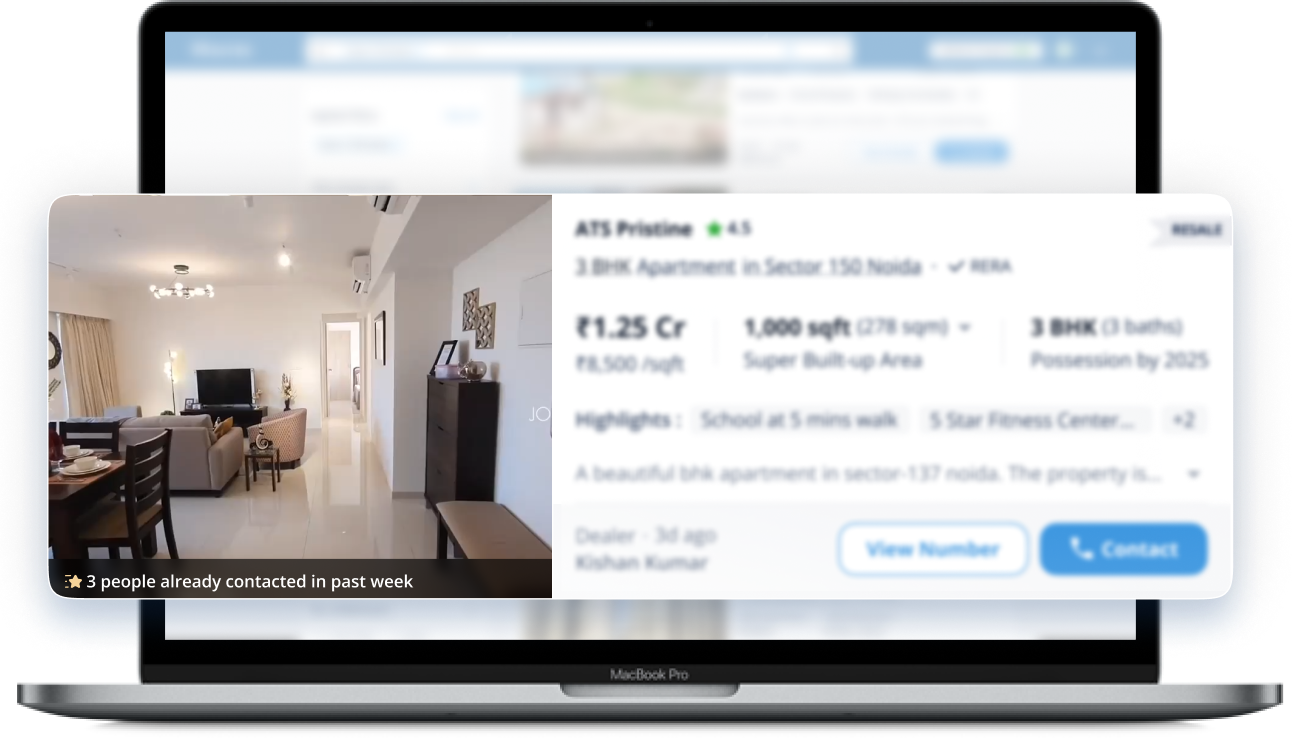 ATS Pristine ★ 4.5
RESALE
3 BHK Apartment in Sector 150 Noida · ✓ RERA
₹1.25 Cr
₹8,500 /sqft
1,000 sqft (278 sqm)
Super Built-up Area
3 BHK (3 baths)
Possession by 2025
Highlights : School at 5 mins walk 5 Star Fitness Center... +2
A beautiful bhk apartment in sector-137 noida. The property is...
JO
3 people already contacted in past week
Dealer · 3d ago
Kishan Kumar
View Number
Contact
MacBook Pro